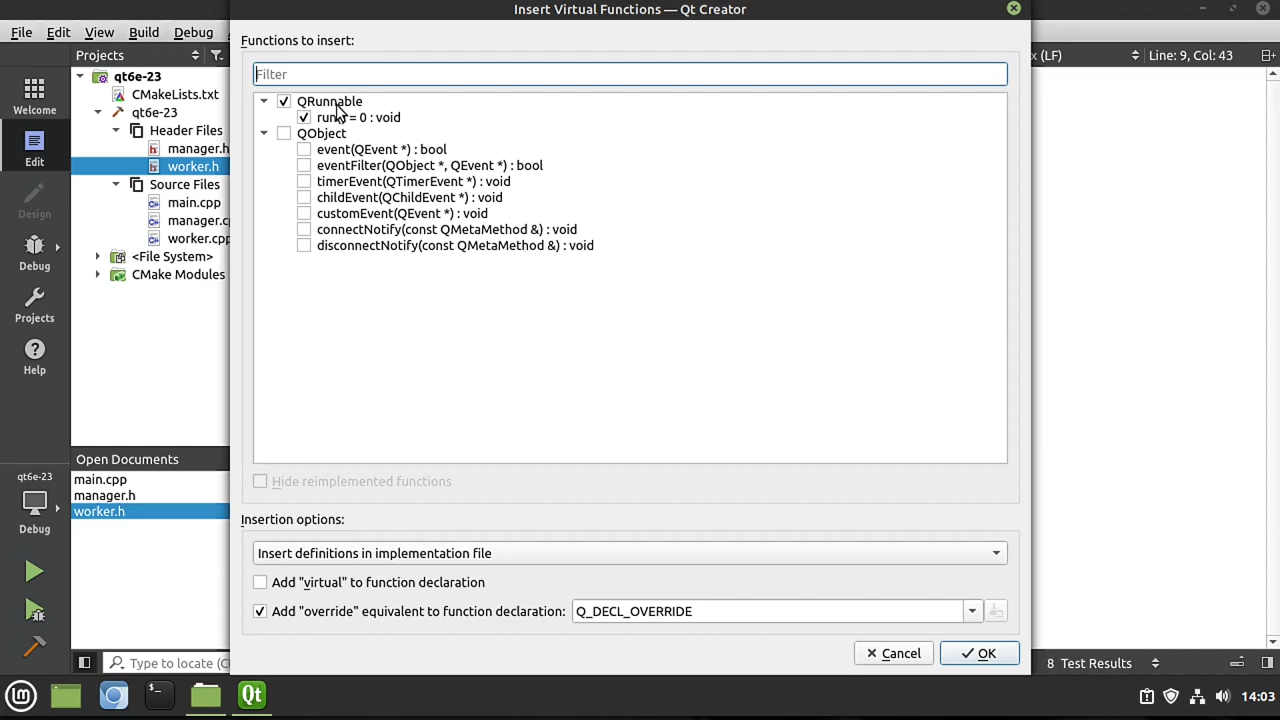 Insert Virtual Functions — Qt Creator
File Edit View Build Debug
Projects
x (LF)
Line: 9, Col: 43
Functions to insert:
Filter
QRunnable
run = 0 : void
QObject
event(QEvent *) : bool
eventFilter(QObject *, QEvent *) : bool
timerEvent(QTimerEvent *) : void
childEvent(QChildEvent *) : void
customEvent(QEvent *) : void
connectNotify(const QMetaMethod &) : void
disconnectNotify(const QMetaMethod &) : void
Hide reimplemented functions
Insertion options:
Insert definitions in implementation file
Add "virtual" to function declaration
Add "override" equivalent to function declaration:
Q_DECL_OVERRIDE
Cancel
OK
Welcome
Edit
Design
Debug
Projects
Help
qt6e-23
Debug
qt6e-23
CMakeLists.txt
qt6e-23
Header Files
manager.h
worker.h
Source Files
main.cpp
manager.c
worker.cpp
<File System>
CMake Modules
Open Documents
main.cpp
manager.h
worker.h
Type to locate (C
8 Test Results
lm
Qt
14:03